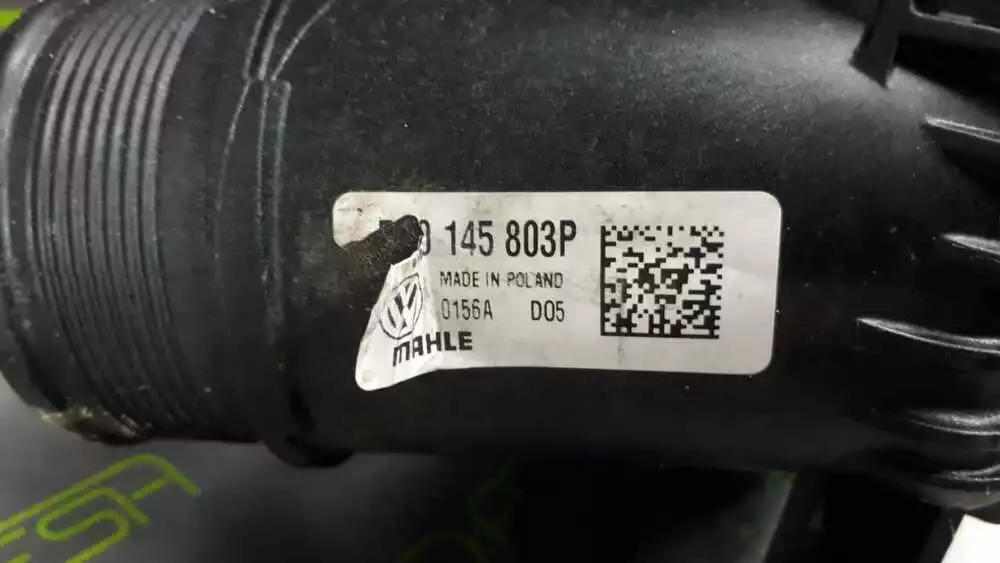 145 803P
MADE IN POLAND
0156A D05
MAHLE